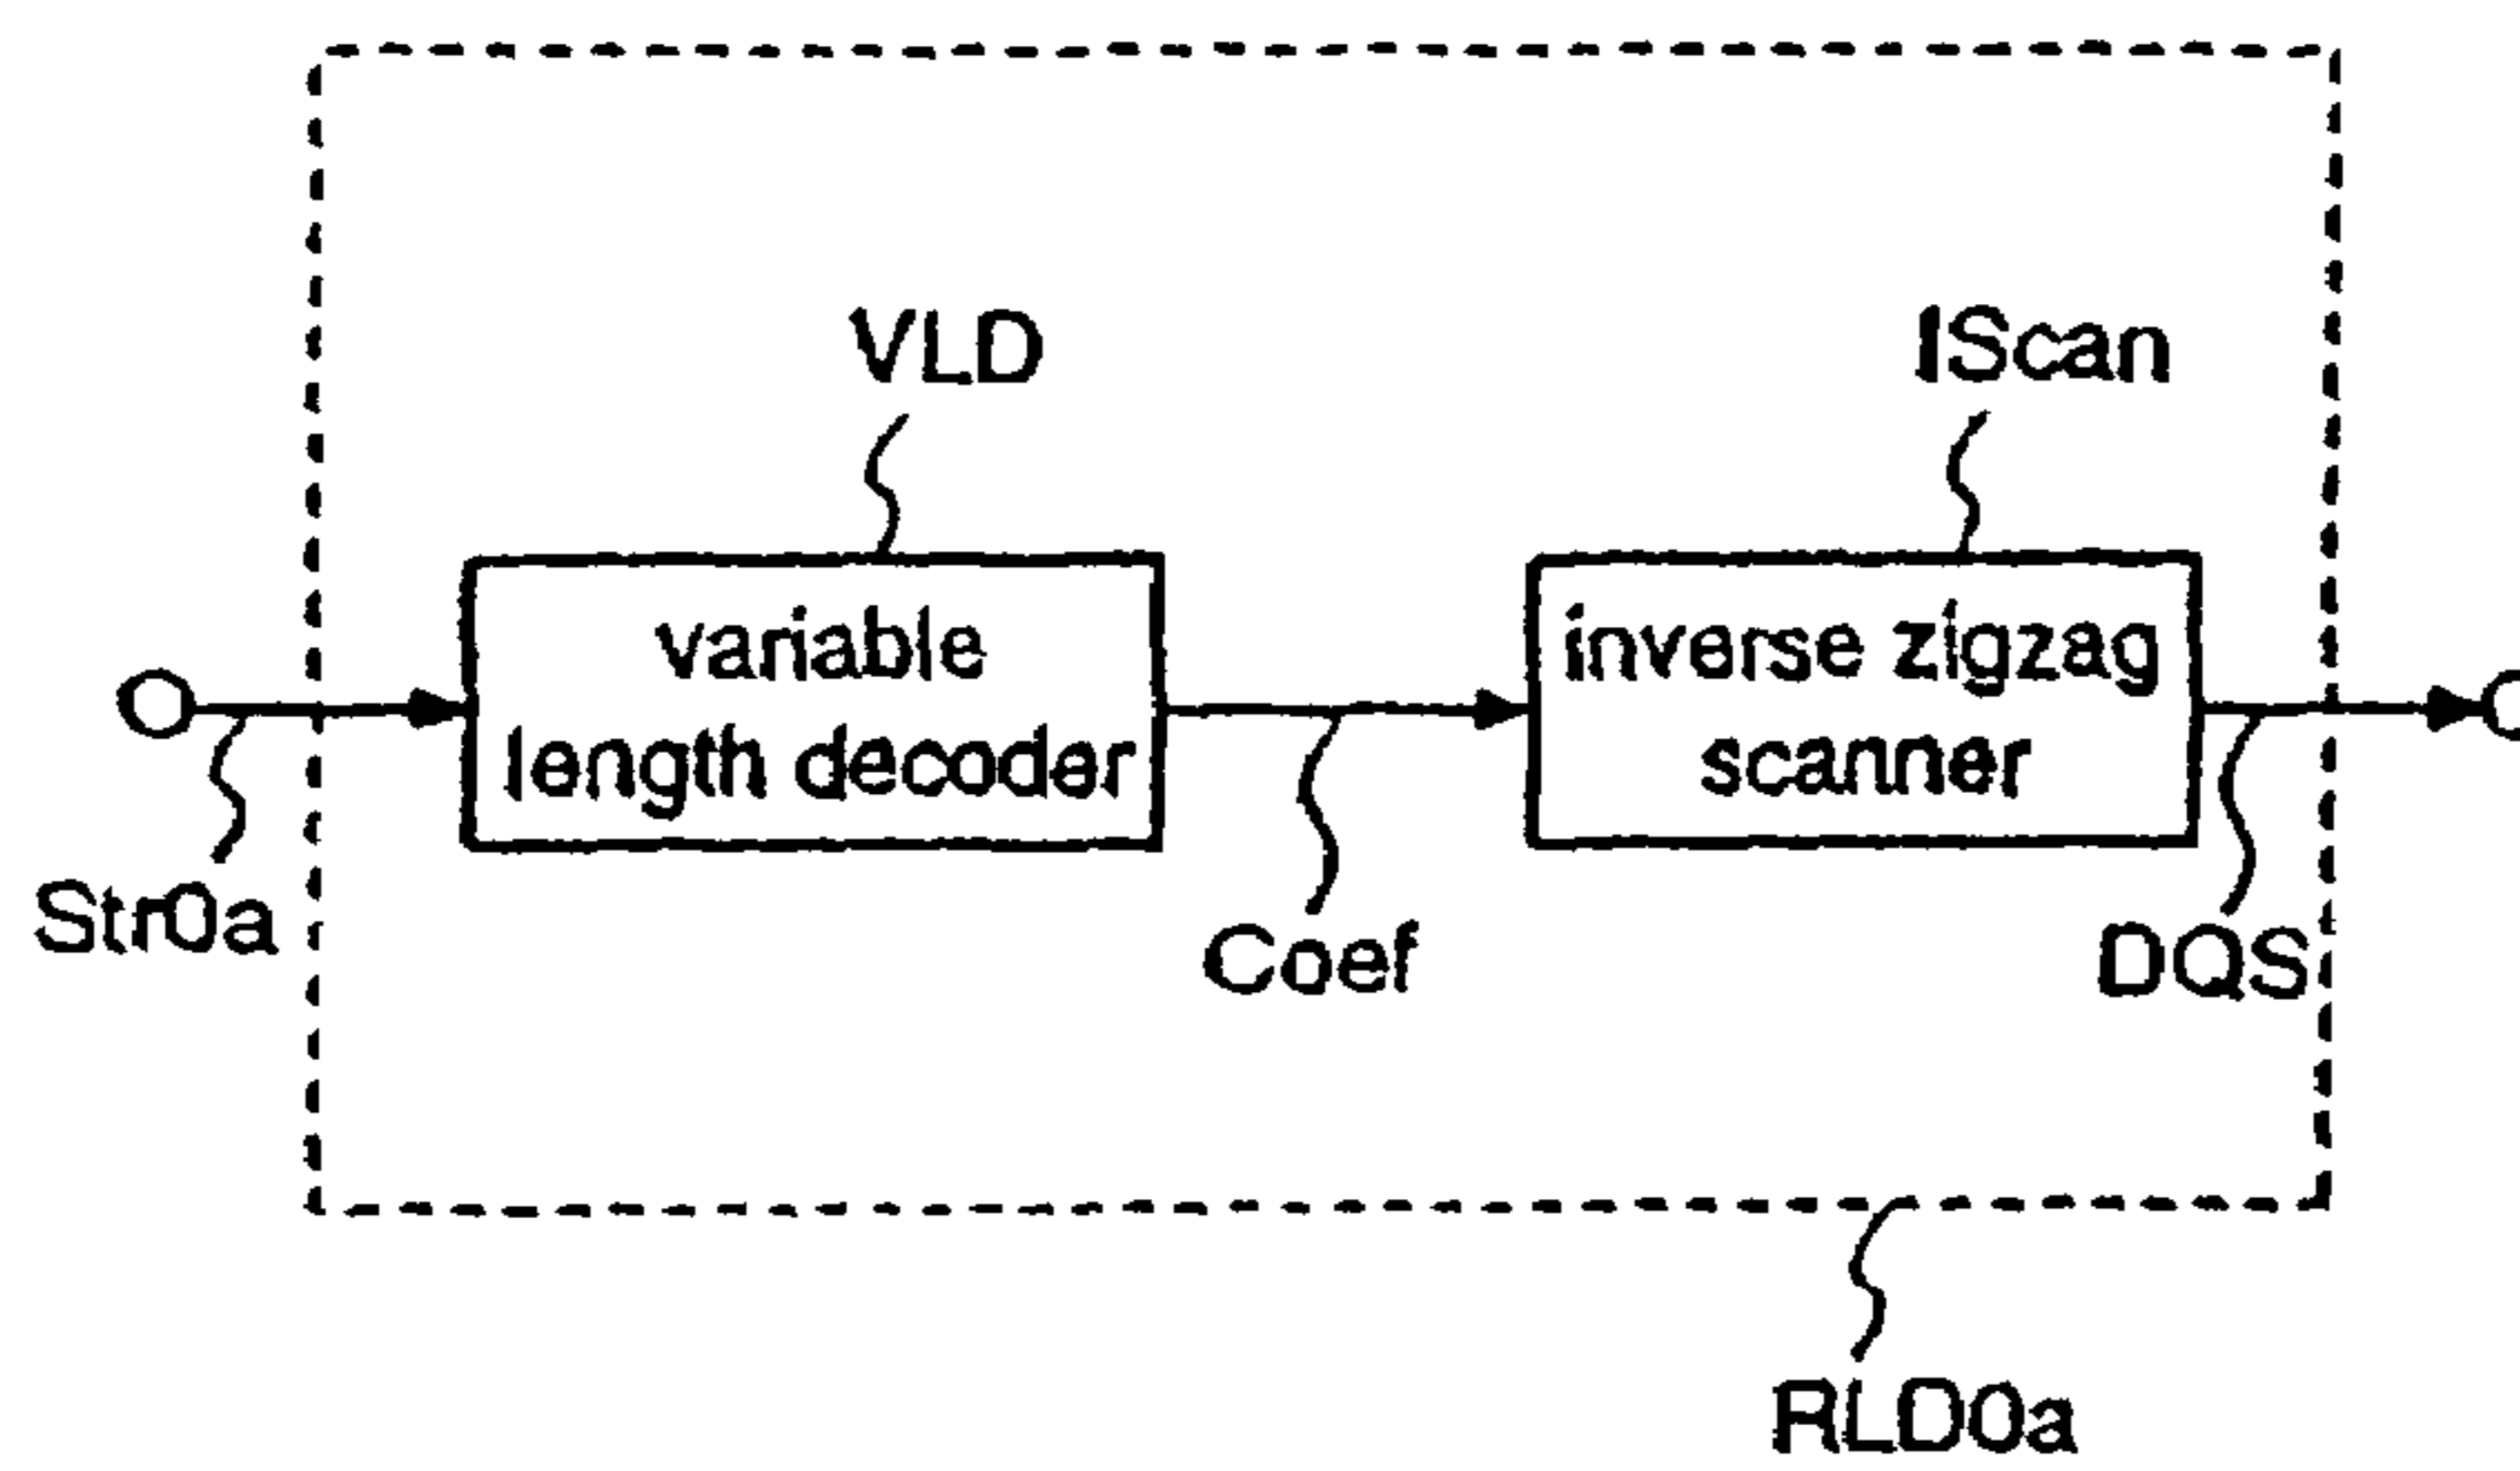 VLD
IScan
variable
length decoder
inverse zigzag
scanner
Str0a
Coef
DQS
RLD0a